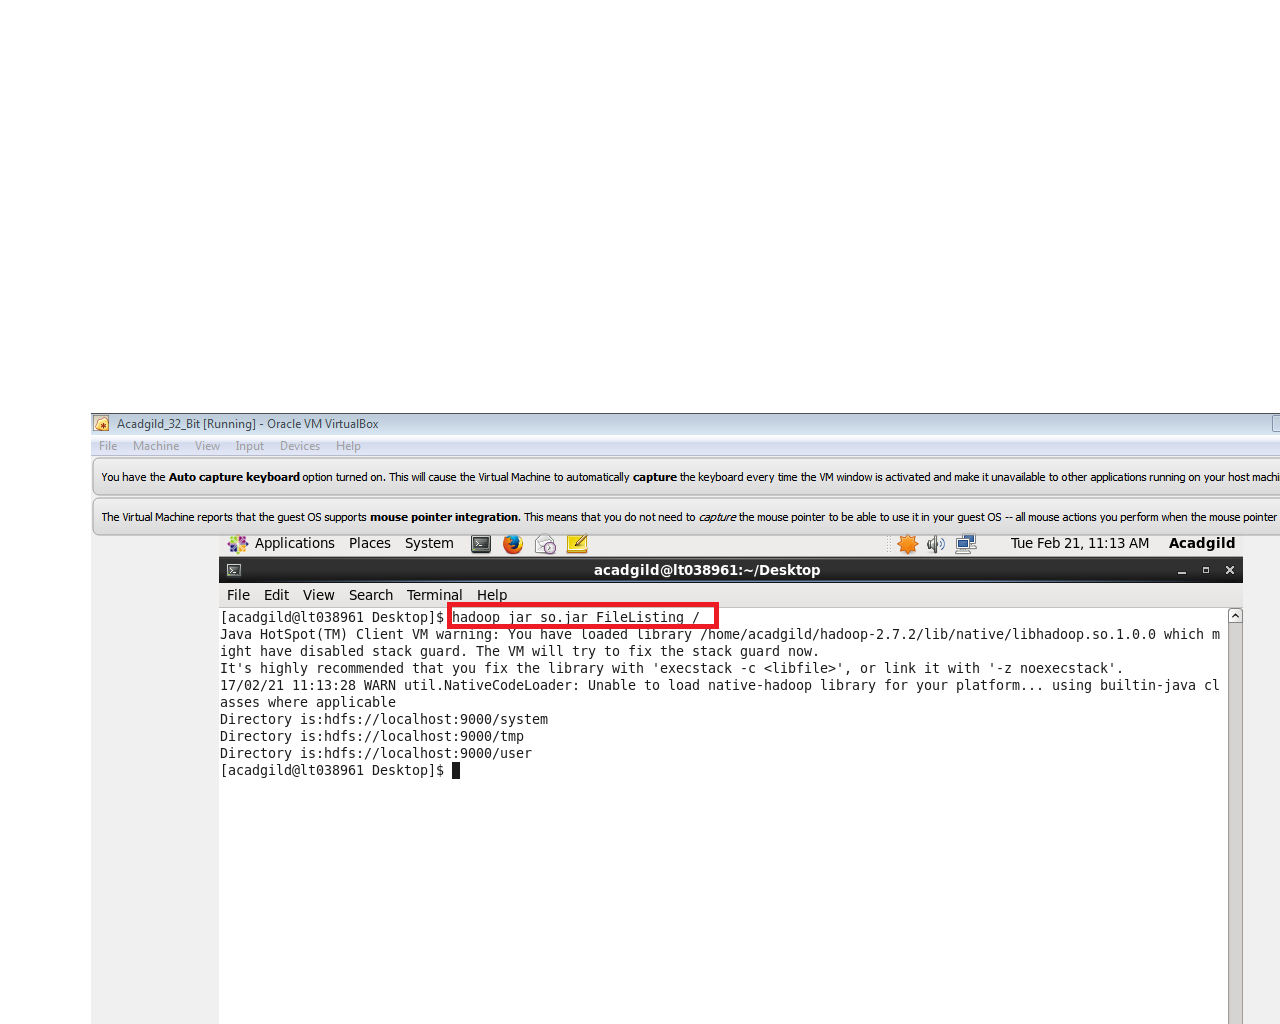 Acadgild_32_Bit [Running] - Oracle VM VirtualBox
File Machine View Input Devices Help
You have the Auto capture keyboard option turned on. This will cause the Virtual Machine to automatically capture the keyboard every time the VM window is activated and make it unavailable to other applications running on your host machi
The Virtual Machine reports that the guest OS supports mouse pointer integration. This means that you do not need to capture the mouse pointer to be able to use it in your guest OS -- all mouse actions you perform when the mouse pointer
Applications Places System Tue Feb 21, 11:13 AM Acadgild
acadgild@lt038961:~/Desktop
File Edit View Search Terminal Help
[acadgild@lt038961 Desktop]$ hadoop jar so.jar FileListing /
Java HotSpot(TM) Client VM warning: You have loaded library /home/acadgild/hadoop-2.7.2/lib/native/libhadoop.so.1.0.0 which m
ight have disabled stack guard. The VM will try to fix the stack guard now.
It's highly recommended that you fix the library with 'execstack -c <libfile>', or link it with '-z noexecstack'.
17/02/21 11:13:28 WARN util.NativeCodeLoader: Unable to load native-hadoop library for your platform... using builtin-java cl
asses where applicable
Directory is:hdfs://localhost:9000/system
Directory is:hdfs://localhost:9000/tmp
Directory is:hdfs://localhost:9000/user
[acadgild@lt038961 Desktop]$